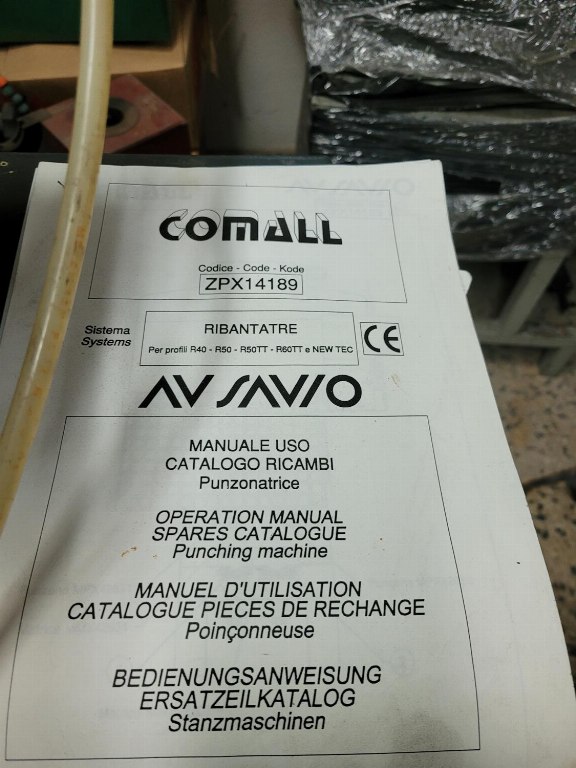 COMALL
Codice - Code - Kode
ZPX14189
Sistema
Systems
RIBANTATRE
Per profili R40 - R50 - R50TT - R60TT e NEW TEC
CE
AV SAVIO
MANUALE USO
CATALOGO RICAMBI
Punzonatrice
OPERATION MANUAL
SPARES CATALOGUE
Punching machine
MANUEL D'UTILISATION
CATALOGUE PIECES DE RECHANGE
Poinçonneuse
BEDIENUNGSANWEISUNG
ERSATZEILKATALOG
Stanzmaschinen